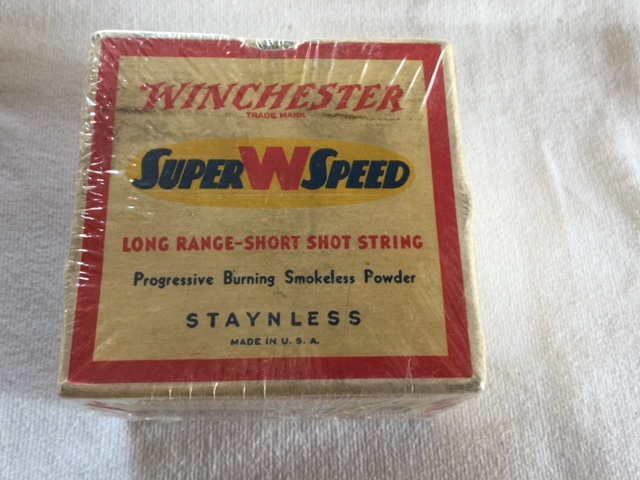 WINCHESTER
TRADE MARK
SUPER W SPEED
LONG RANGE-SHORT SHOT STRING
Progressive Burning Smokeless Powder
STAYNLESS
MADE IN U. S. A.